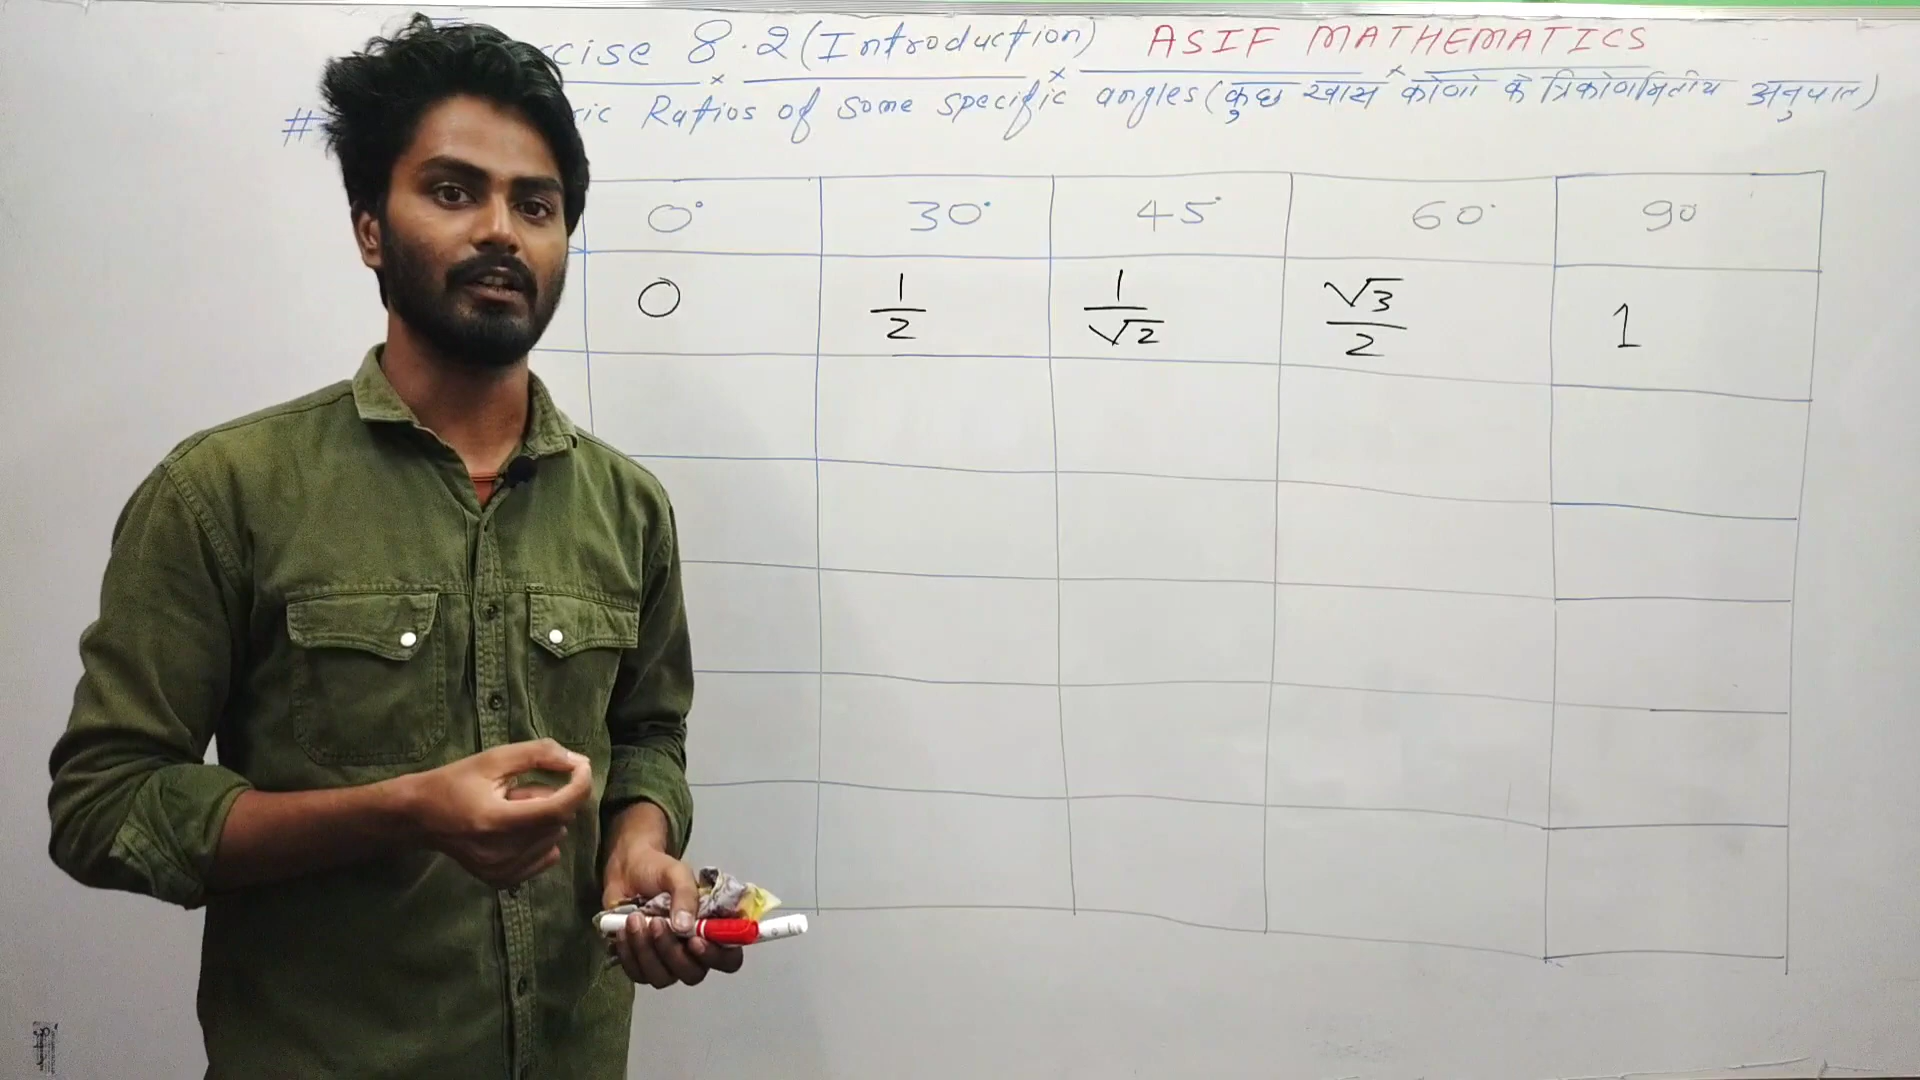 cise 8.2 (Introduction) ASIF MATHEMATICS
# ric Ratios of some specific angles (कुछ खास कोणों के त्रिकोणमितीय अनुपात)
0° 30° 45° 60° 90
0 1/2 1/√2 √3/2 1